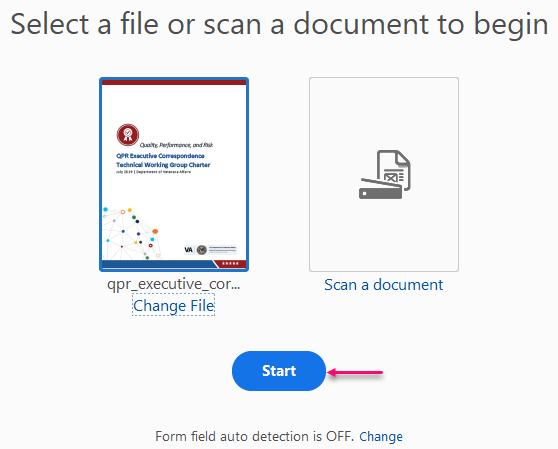 Select a file or scan a document to begin
Quality, Performance, and Risk
QPR Executive Correspondence
Technical Working Group Charter
July 2019 | Department of Veterans Affairs
VA
qpr_executive_cor...
Change File
Scan a document
Start
Form field auto detection is OFF. Change